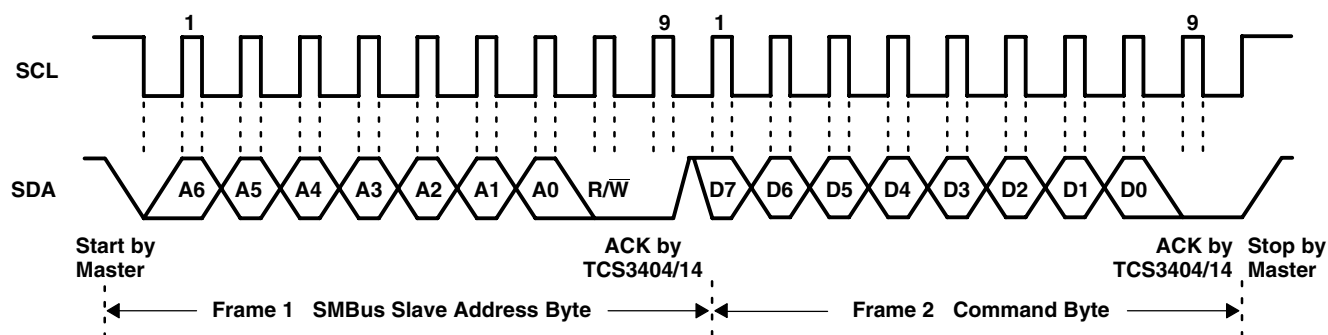 1 9 1 9
SCL
SDA A6 A5 A4 A3 A2 A1 A0 R/W̅ D7 D6 D5 D4 D3 D2 D1 D0
Start by Master
ACK by TCS3404/14
ACK by TCS3404/14
Stop by Master
Frame 1 SMBus Slave Address Byte
Frame 2 Command Byte